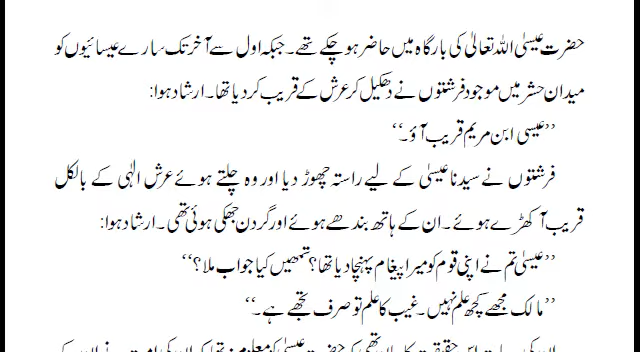 حضرت عیسیٰ اللہ تعالیٰ کی بارگاہ میں حاضر ہو چکے تھے۔ جبکہ اول سے آخر تک سارے عیسائیوں کو
میدان حشر میں موجود فرشتوں نے دھکیل کر عرش کے قریب کر دیا تھا۔ ارشاد ہوا:
’’عیسی ابن مریم قریب آؤ۔‘‘
فرشتوں نے سیدنا عیسیٰ کے لیے راستہ چھوڑ دیا اور وہ چلتے ہوئے عرش الٰہی کے بالکل
قریب آ کھڑے ہوئے۔ ان کے ہاتھ بندھے ہوئے اور گردن جھکی ہوئی تھی۔ ارشاد ہوا:
’’عیسیٰ تم نے اپنی قوم کو میرا پیغام پہنچا دیا تھا؟ تمھیں کیا جواب ملا؟‘‘
’’مالک مجھے کچھ علم نہیں۔ غیب کا علم تو صرف تجھے ہے۔‘‘